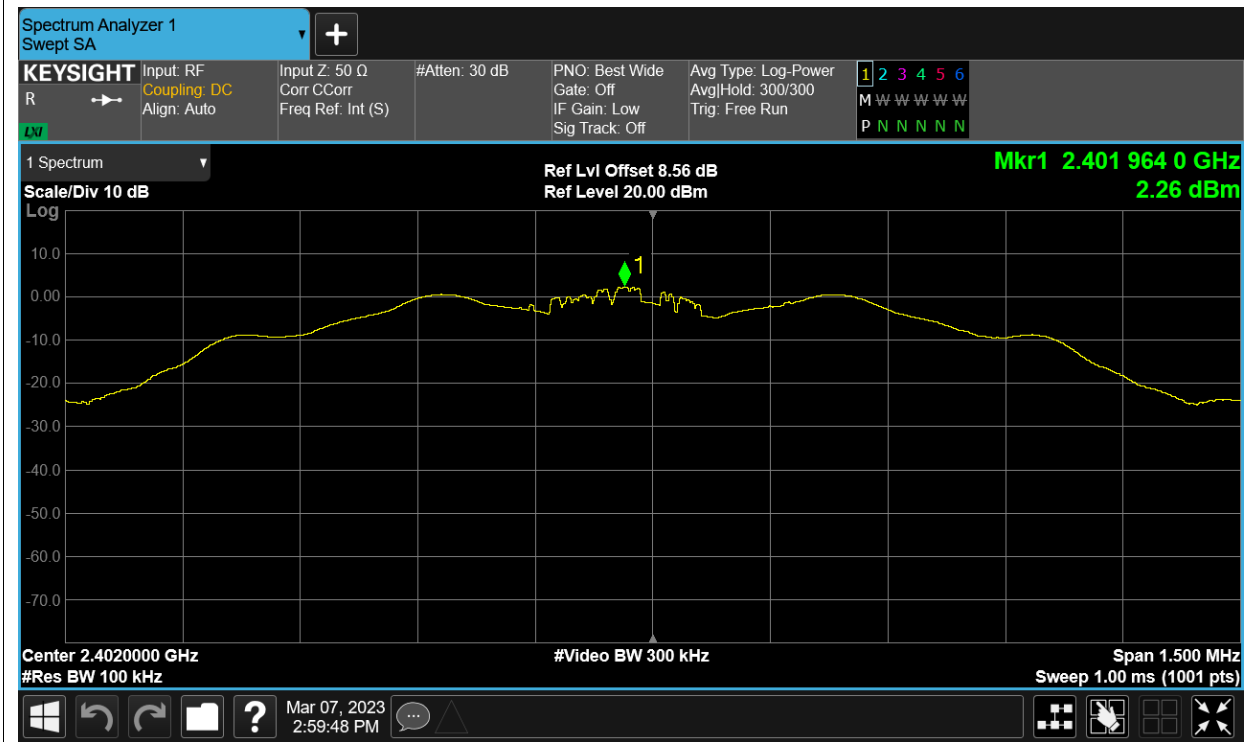 Spectrum Analyzer 1
Swept SA
+
KEYSIGHT
R
LXI
Input: RF
Coupling: DC
Align: Auto
Input Z: 50 Ω
Corr CCorr
Freq Ref: Int (S)
#Atten: 30 dB
PNO: Best Wide
Gate: Off
IF Gain: Low
Sig Track: Off
Avg Type: Log-Power
Avg|Hold: 300/300
Trig: Free Run
1 2 3 4 5 6
M W W W W W
P N N N N N
1 Spectrum
Scale/Div 10 dB
Log
Ref Lvl Offset 8.56 dB
Ref Level 20.00 dBm
Mkr1 2.401 964 0 GHz
2.26 dBm
1
10.0
0.00
-10.0
-20.0
-30.0
-40.0
-50.0
-60.0
-70.0
Center 2.4020000 GHz
#Res BW 100 kHz
#Video BW 300 kHz
Span 1.500 MHz
Sweep 1.00 ms (1001 pts)
?
Mar 07, 2023
2:59:48 PM